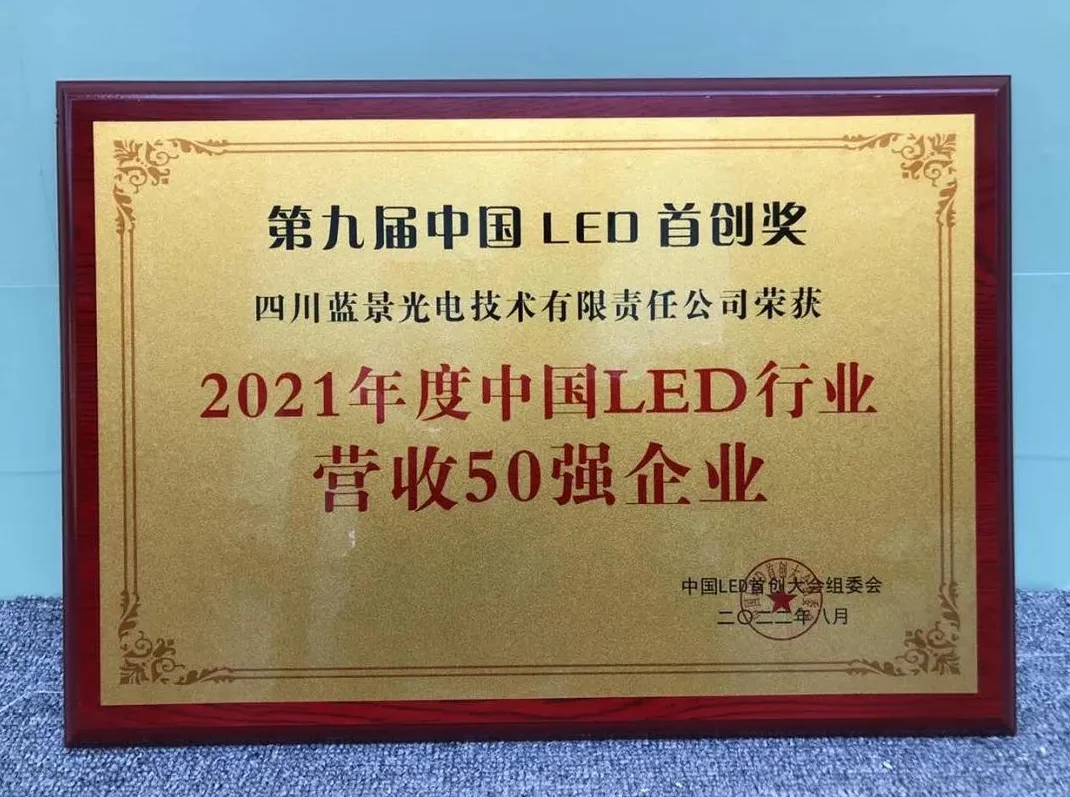 第九届中国 LED 首创奖
四川蓝景光电技术有限责任公司荣获
2021年度中国LED行业
营收50强企业
中国LED首创大会组委会
二〇二二年八月